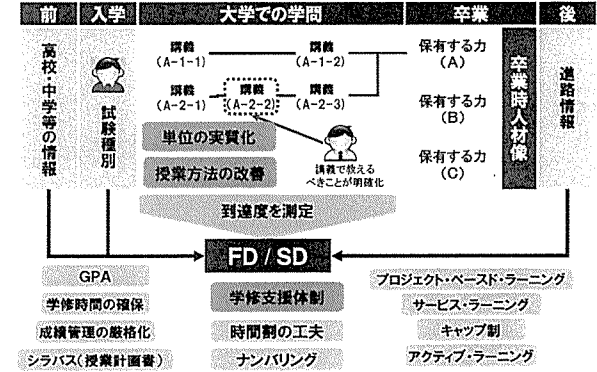 前
入学
大学での学問
卒業
後
高校・中学等の情報
試験種別
講義
(A-1-1)
講義
(A-1-2)
講義
(A-2-1)
講義
(A-2-2)
講義
(A-2-3)
単位の実質化
授業方法の改善
講義で教える
べきことが明確化
保有する力
(A)
保有する力
(B)
保有する力
(C)
卒業時人材像
進路情報
到達度を測定
FD / SD
GPA
学修時間の確保
成績管理の厳格化
シラバス(授業計画書)
学修支援体制
時間割の工夫
ナンバリング
プロジェクト・ベースド・ラーニング
サービス・ラーニング
キャップ制
アクティブ・ラーニング